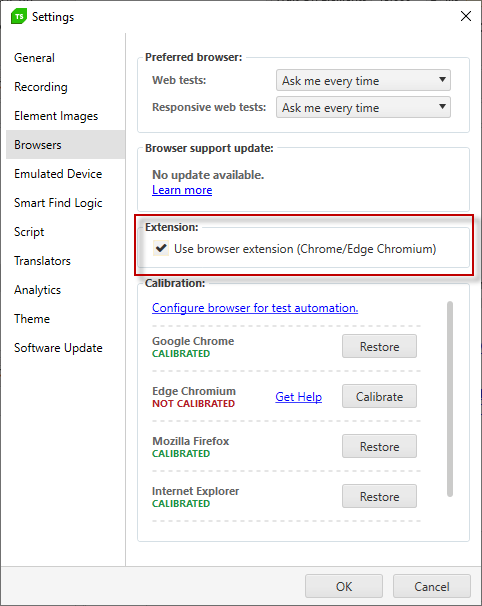 TS Settings
General
Recording
Element Images
Browsers
Emulated Device
Smart Find Logic
Script
Translators
Analytics
Theme
Software Update
Preferred browser:
Web tests: Ask me every time
Responsive web tests: Ask me every time
Browser support update:
No update available.
Learn more
Extension:
Use browser extension (Chrome/Edge Chromium)
Calibration:
Configure browser for test automation.
Google Chrome
CALIBRATED
Restore
Edge Chromium
NOT CALIBRATED
Get Help Calibrate
Mozilla Firefox
CALIBRATED
Restore
Internet Explorer
CALIBRATED
Restore
OK Cancel